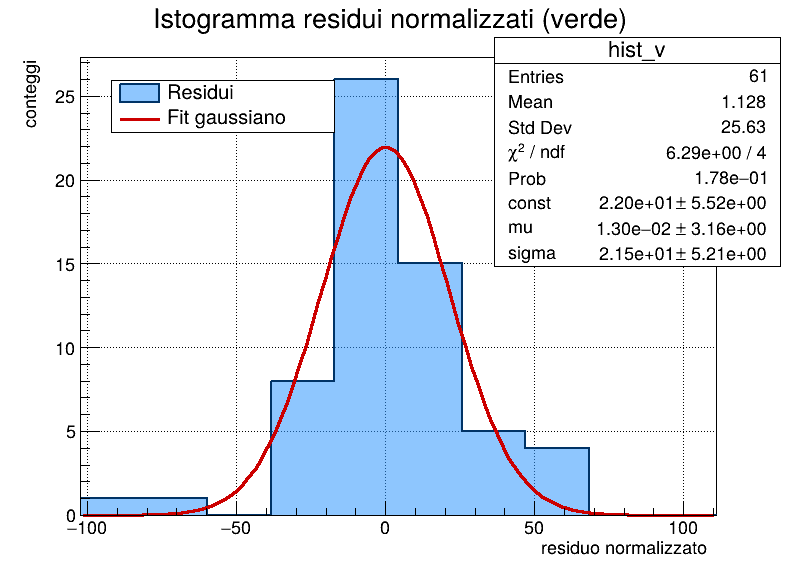 Istogramma residui normalizzati (verde)
conteggi
Residui
Fit gaussiano
hist_v
Entries 61
Mean 1.128
Std Dev 25.63
χ² / ndf 6.29e+00 / 4
Prob 1.78e−01
const 2.20e+01 ± 5.52e+00
mu 1.30e−02 ± 3.16e+00
sigma 2.15e+01 ± 5.21e+00
25
20
15
10
5
0
−100 −50 0 50 100
residuo normalizzato